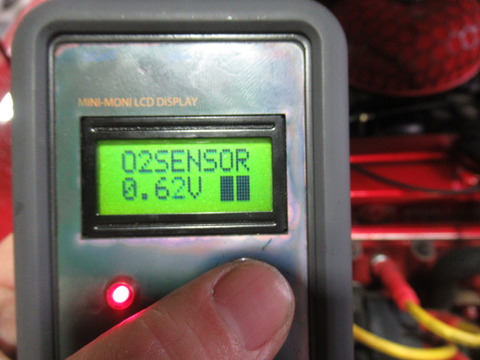 MINI-MONI LCD DISPLAY
O2SENSOR
0.62V